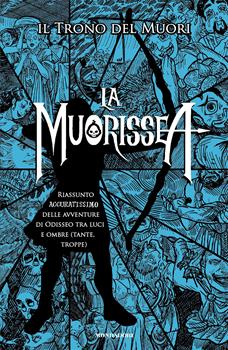 IL TRONO DEL MUORI
LA
MUORISSEA
RIASSUNTO
ACCURATISSIMO
DELLE AVVENTURE
DI ODISSEO TRA LUCI
E OMBRE (TANTE,
TROPPE)
MONDADORI